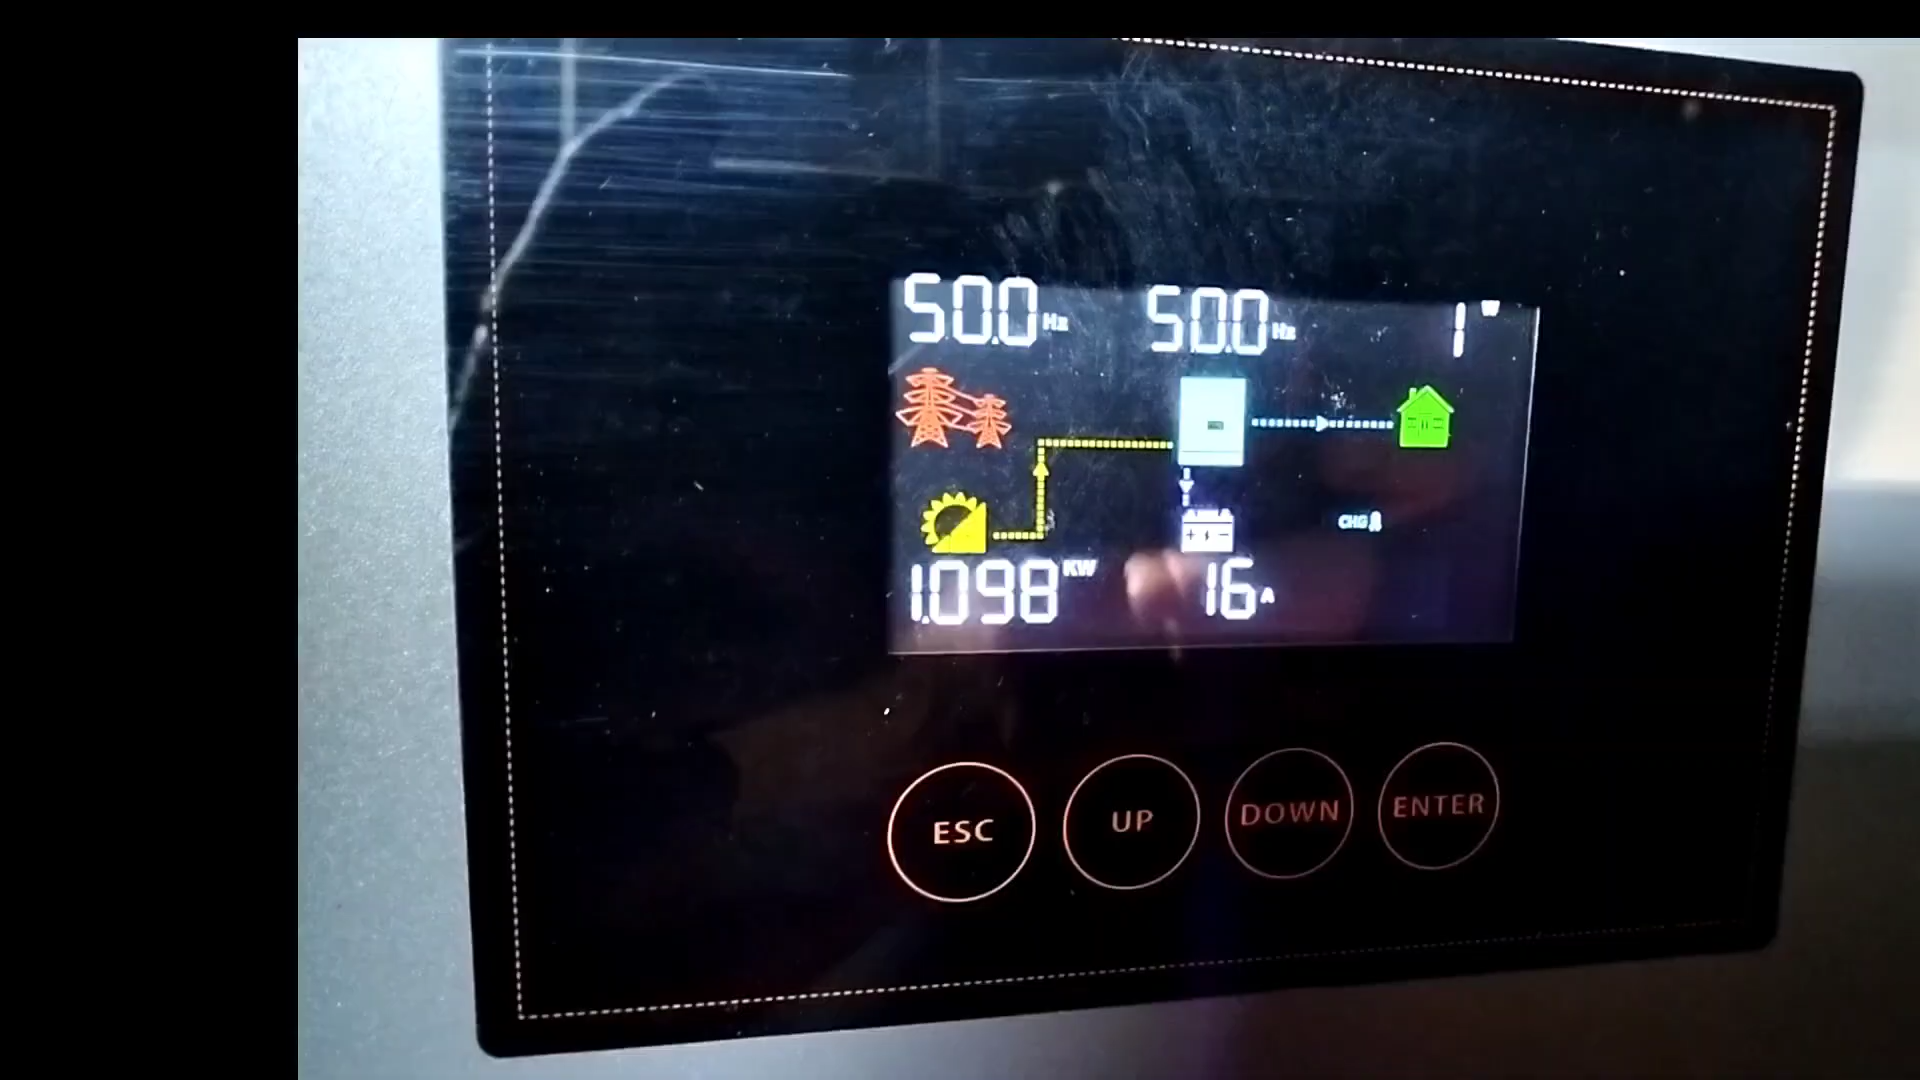 50.0 Hz 50.0 Hz 1 W
CHG
1.098 KW 16 A
ESC UP DOWN ENTER